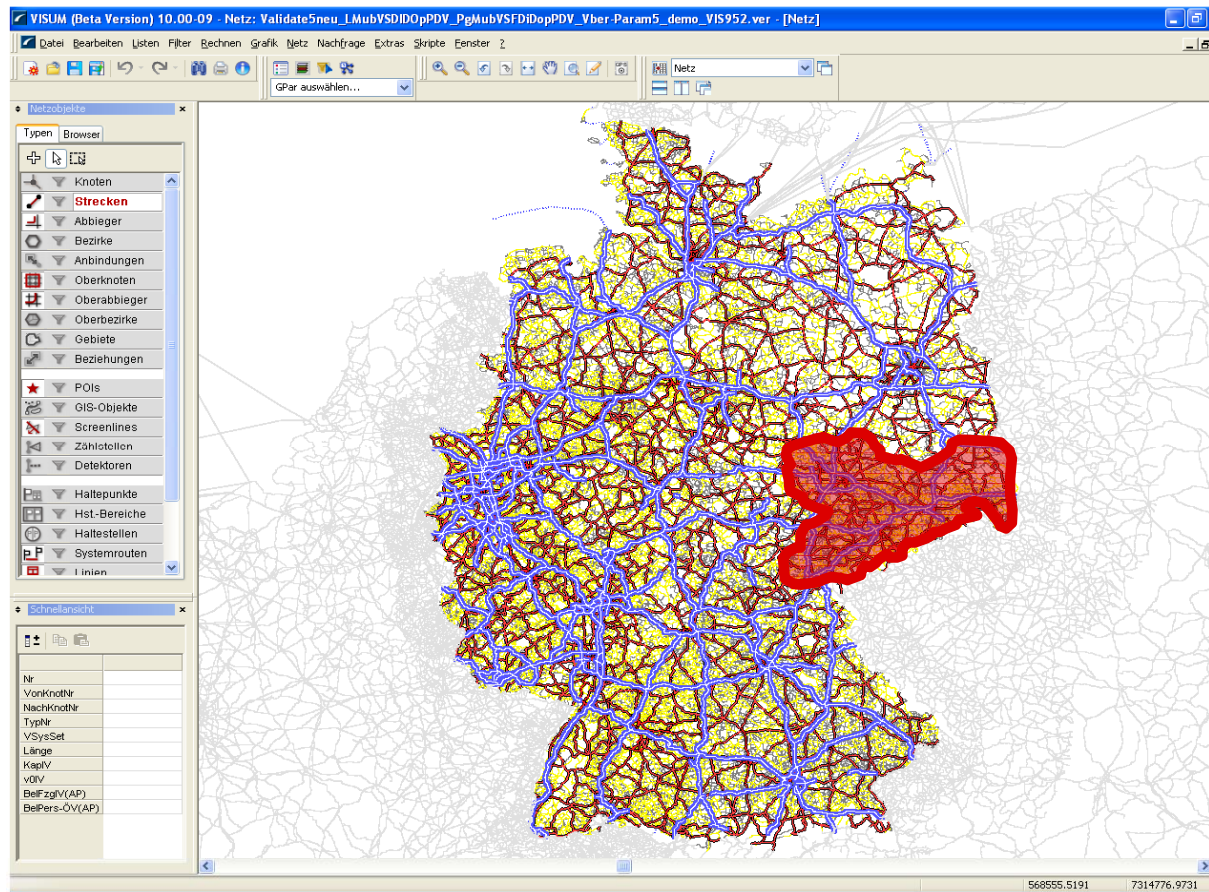 VISUM (Beta Version) 10.00-09 - Netz: Validate5neu_LMubVSDIDOpPDV_PgMubVSFDiDopPDV_Vber-Param5_demo_VIS952.ver - [Netz]
Datei Bearbeiten Listen Filter Rechnen Grafik Netz Nachfrage Extras Skripte Fenster ?
Netz
GPar auswählen...
Netzobjekte
Typen Browser
Knoten
Strecken
Abbieger
Bezirke
Anbindungen
Oberknoten
Oberabbieger
Oberbezirke
Gebiete
Beziehungen
POIs
GIS-Objekte
Screenlines
Zählstellen
Detektoren
Haltepunkte
Hst.-Bereiche
Haltestellen
Systemrouten
Linien
Schnellansicht
Nr
VonKnotNr
NachKnotNr
TypNr
VSysSet
Länge
KapIV
v0IV
BelFzgIV(AP)
BelPers-ÖV(AP)
568555.5191 7314776.9731